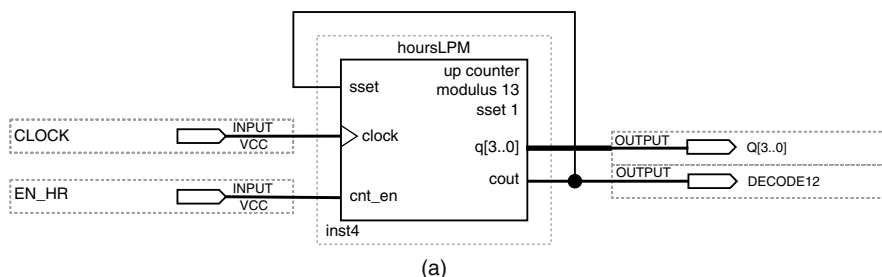 hoursLPM
up counter
modulus 13
sset 1
sset
CLOCK
INPUT
VCC
clock
q[3..0]
OUTPUT
Q[3..0]
EN_HR
INPUT
VCC
cnt_en
cout
OUTPUT
DECODE12
inst4
(a)